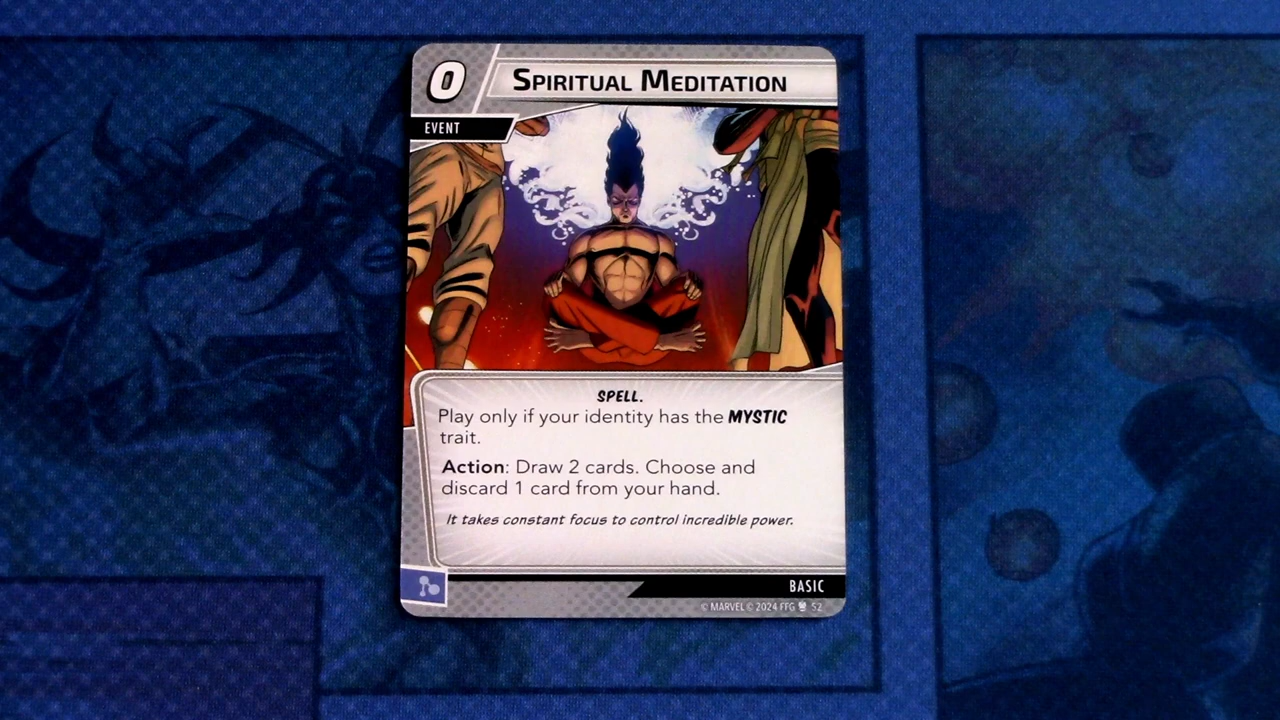 0
SPIRITUAL MEDITATION
EVENT
SPELL.
Play only if your identity has the MYSTIC
trait.
Action: Draw 2 cards. Choose and
discard 1 card from your hand.
It takes constant focus to control incredible power.
BASIC
© MARVEL © 2024 FFG 52